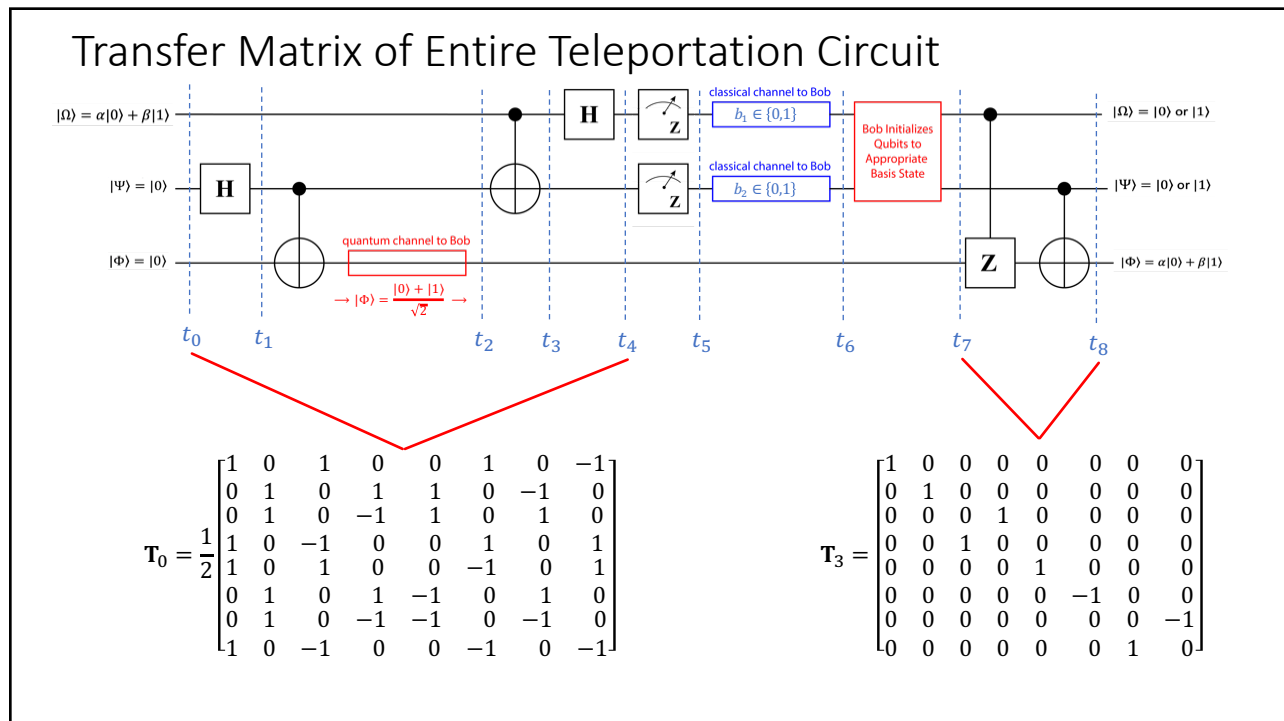 Transfer Matrix of Entire Teleportation Circuit
|Ω⟩ = α|0⟩ + β|1⟩
H
Z
classical channel to Bob
b₁ ∈ {0,1}
Bob Initializes
Qubits to
Appropriate
Basis State
|Ω⟩ = |0⟩ or |1⟩
|Ψ⟩ = |0⟩
H
Z
classical channel to Bob
b₂ ∈ {0,1}
|Ψ⟩ = |0⟩ or |1⟩
|Φ⟩ = |0⟩
quantum channel to Bob
→ |Φ⟩ = (|0⟩ + |1⟩)/√2 →
Z
|Φ⟩ = α|0⟩ + β|1⟩
t₀ t₁ t₂ t₃ t₄ t₅ t₆ t₇ t₈
T₀ = 1/2
1 0 1 0 0 1 0 −1
0 1 0 1 1 0 −1 0
0 1 0 −1 1 0 1 0
1 0 −1 0 0 1 0 1
1 0 1 0 0 −1 0 1
0 1 0 1 −1 0 1 0
0 1 0 −1 −1 0 −1 0
1 0 −1 0 0 −1 0 −1
T₃ =
1 0 0 0 0 0 0 0
0 1 0 0 0 0 0 0
0 0 0 1 0 0 0 0
0 0 1 0 0 0 0 0
0 0 0 0 1 0 0 0
0 0 0 0 0 −1 0 0
0 0 0 0 0 0 0 −1
0 0 0 0 0 0 1 0